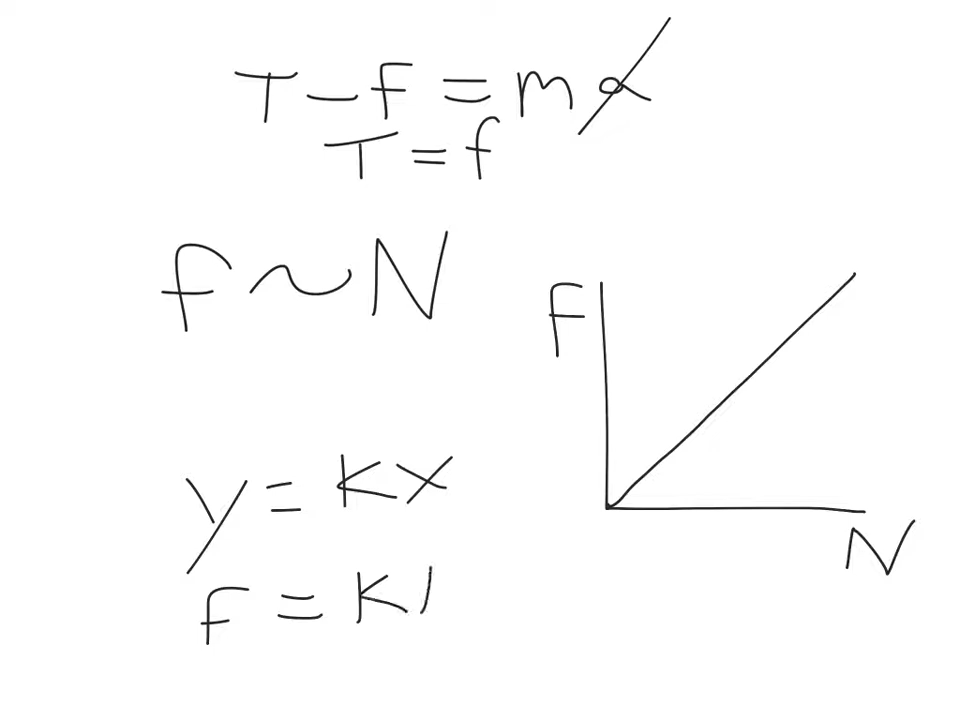 T - f = ma
T = f
f ~ N
F
y = kx
N
f = k